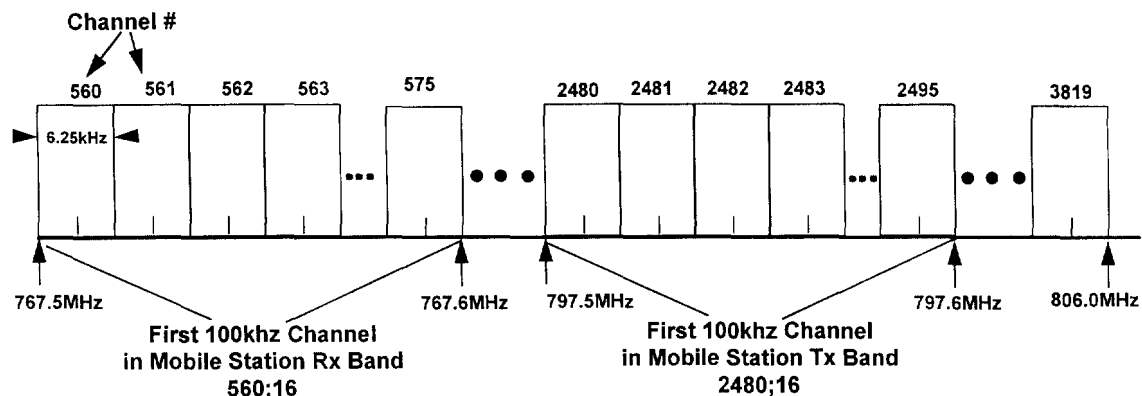 Channel #
560 561 562 563 575 2480 2481 2482 2483 2495 3819
6.25kHz
767.5MHz 767.6MHz 797.5MHz 797.6MHz 806.0MHz
First 100khz Channel
in Mobile Station Rx Band
560;16
First 100khz Channel
in Mobile Station Tx Band
2480;16